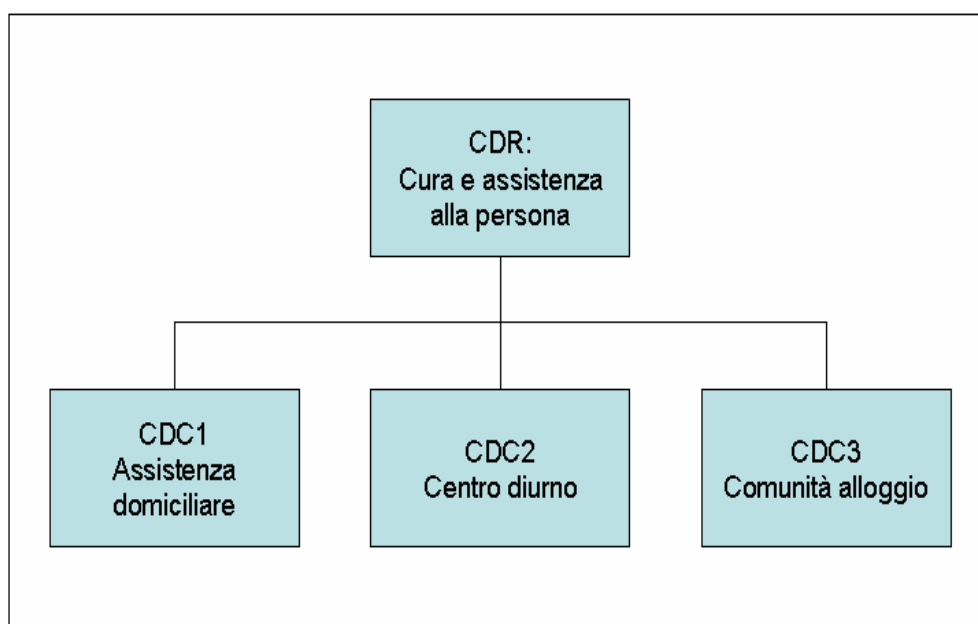 CDR:
Cura e assistenza
alla persona
CDC1
Assistenza
domiciliare
CDC2
Centro diurno
CDC3
Comunità alloggio